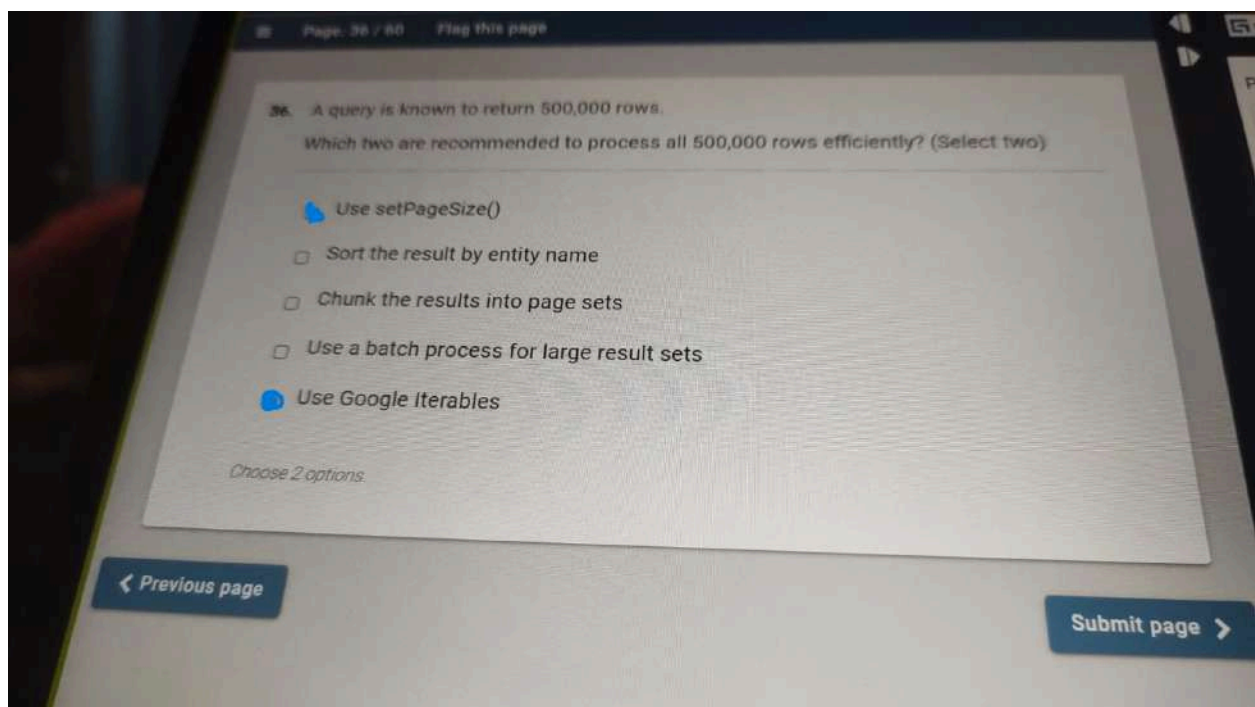 Page: 36 / 60 Flag this page
36. A query is known to return 500,000 rows.
Which two are recommended to process all 500,000 rows efficiently? (Select two)
Use setPageSize()
Sort the result by entity name
Chunk the results into page sets
Use a batch process for large result sets
Use Google Iterables
Choose 2 options.
Previous page
Submit page